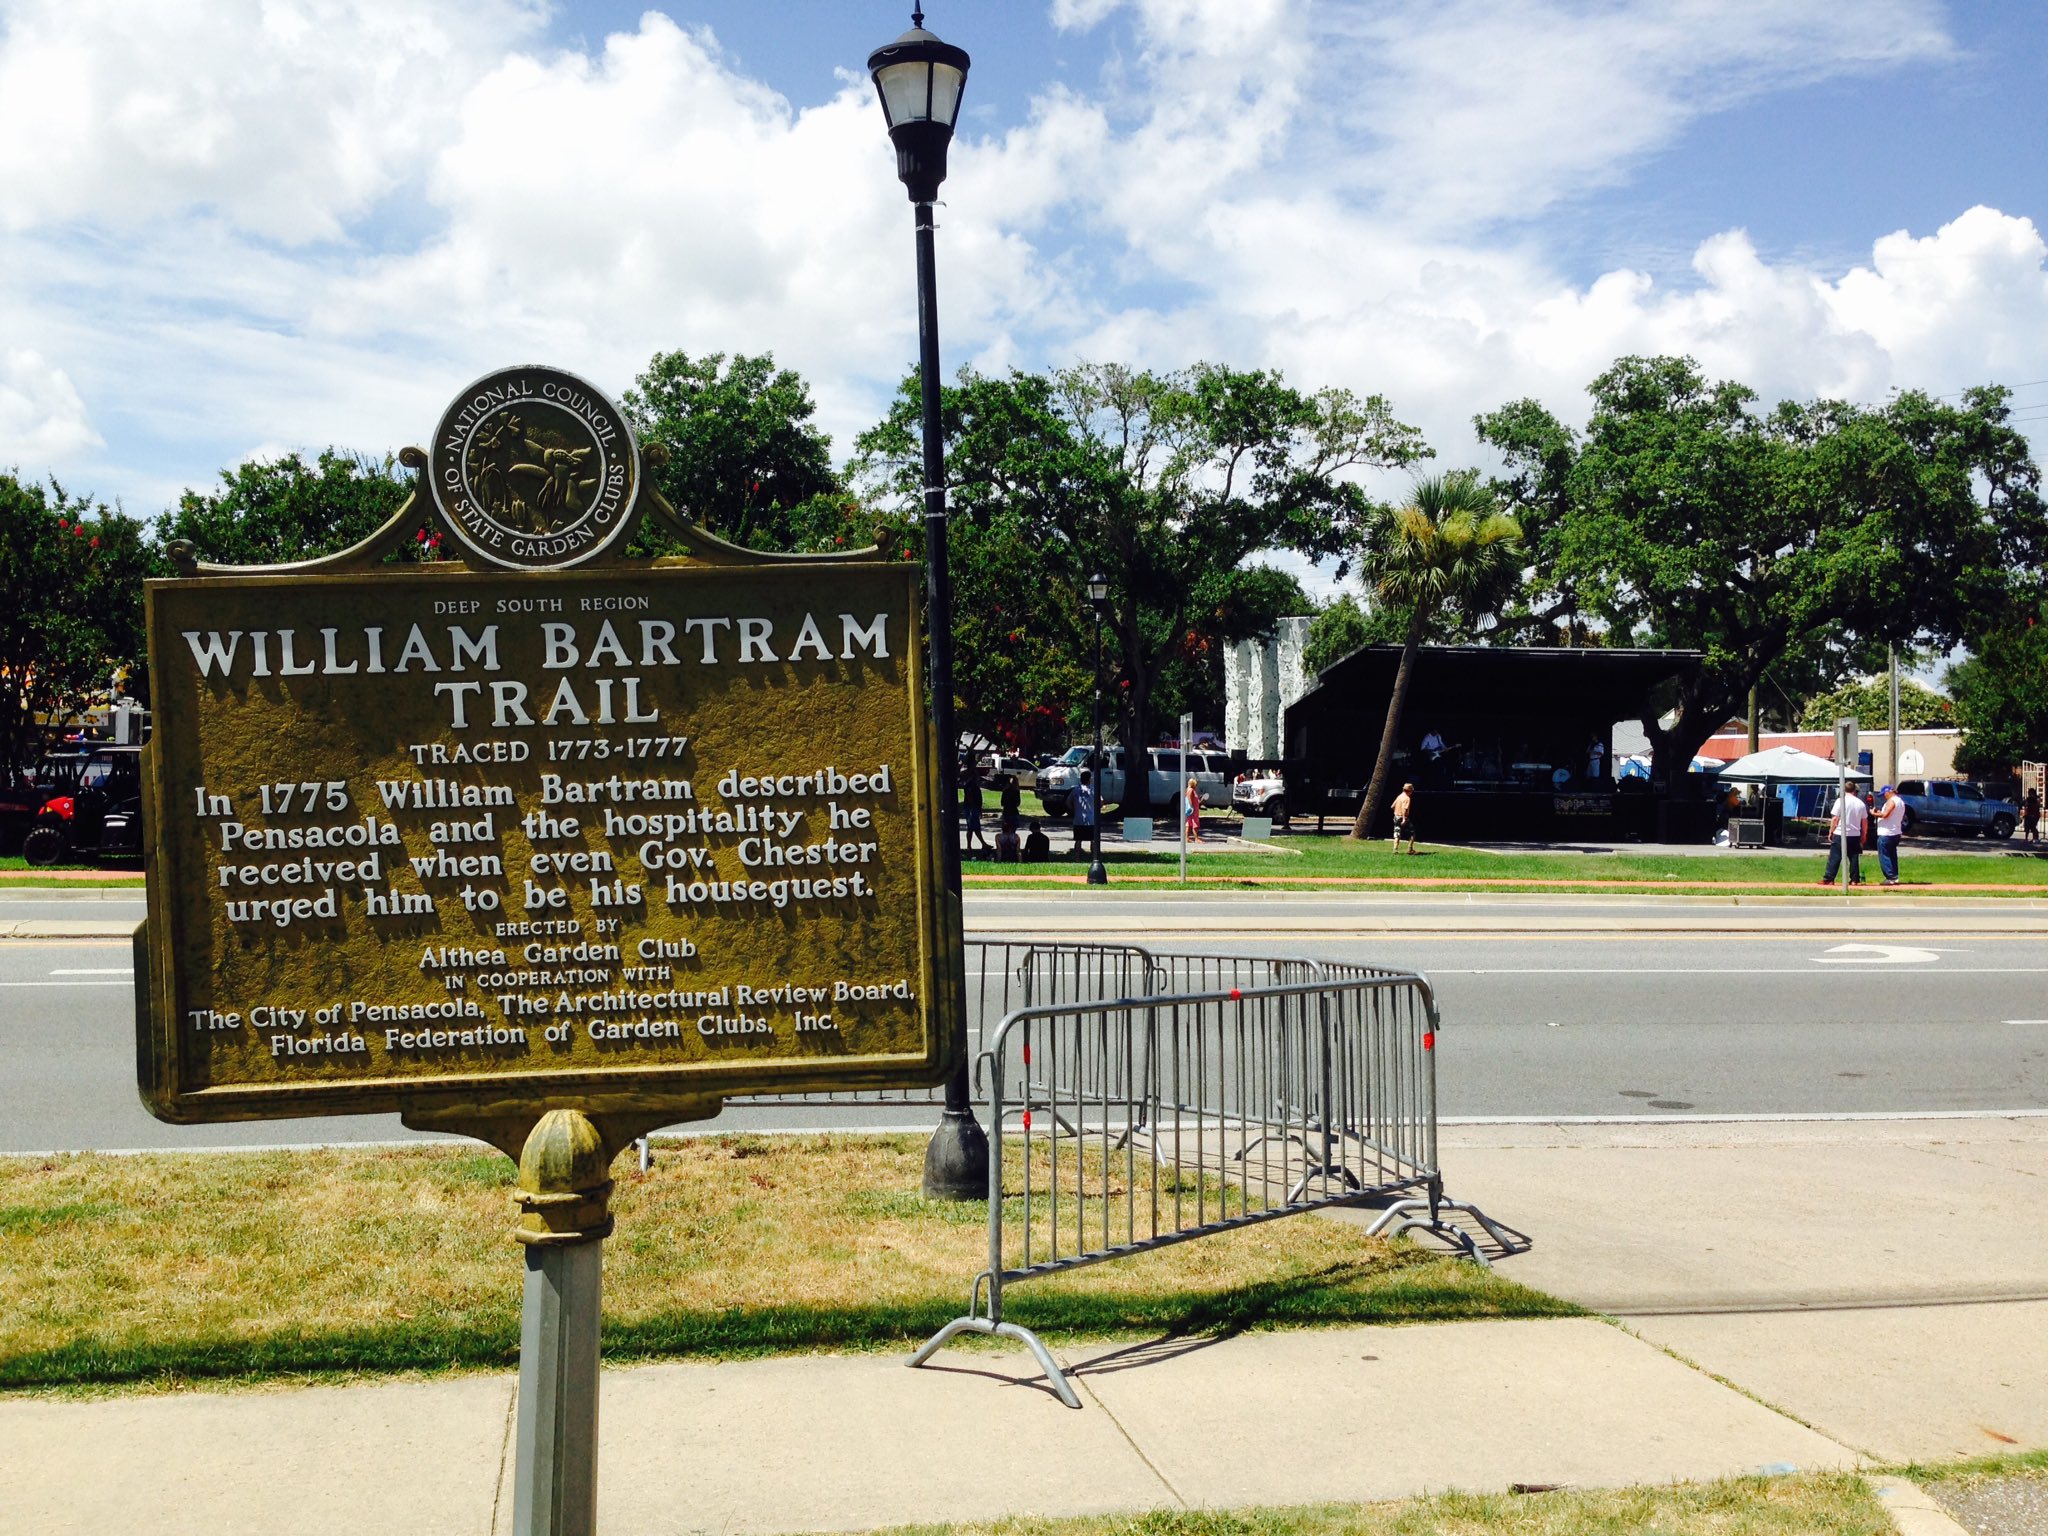 NATIONAL COUNCIL
OF STATE GARDEN CLUBS
DEEP SOUTH REGION
WILLIAM BARTRAM
TRAIL
TRACED 1773-1777
In 1775 William Bartram described
Pensacola and the hospitality he
received when even Gov. Chester
urged him to be his houseguest.
ERECTED BY
Althea Garden Club
IN COOPERATION WITH
The City of Pensacola, The Architectural Review Board,
Florida Federation of Garden Clubs, Inc.